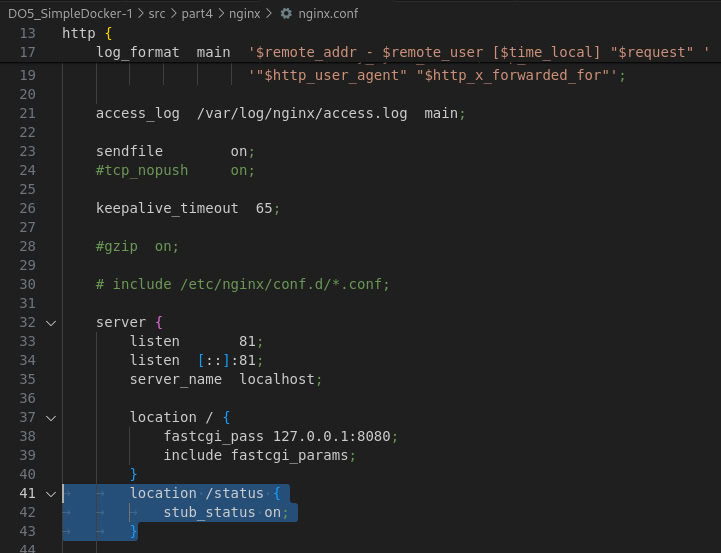 DO5_SimpleDocker-1 > src > part4 > nginx > nginx.conf
13 http {
17 log_format  main  '$remote_addr - $remote_user [$time_local] "$request" '
19 '"$http_user_agent" "$http_x_forwarded_for"';
20
21 access_log  /var/log/nginx/access.log  main;
22
23 sendfile        on;
24 #tcp_nopush     on;
25
26 keepalive_timeout  65;
27
28 #gzip  on;
29
30 # include /etc/nginx/conf.d/*.conf;
31
32 server {
33 listen       81;
34 listen  [::]:81;
35 server_name  localhost;
36
37 location / {
38 fastcgi_pass 127.0.0.1:8080;
39 include fastcgi_params;
40 }
41 location /status {
42 stub_status on;
43 }
44